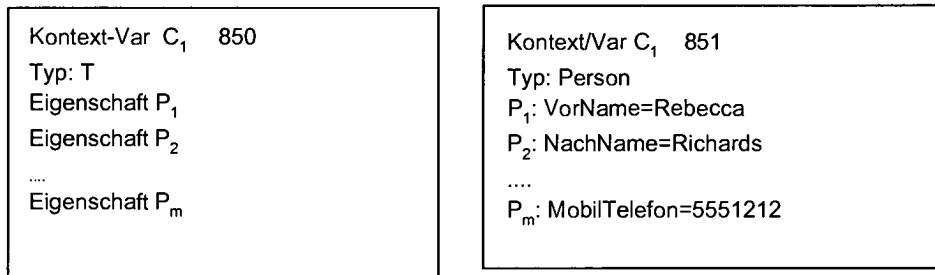 Kontext-Var C₁ 850
Typ: T
Eigenschaft P₁
Eigenschaft P₂
....
Eigenschaft Pₘ
Kontext/Var C₁ 851
Typ: Person
P₁: VorName=Rebecca
P₂: NachName=Richards
....
Pₘ: MobilTelefon=5551212